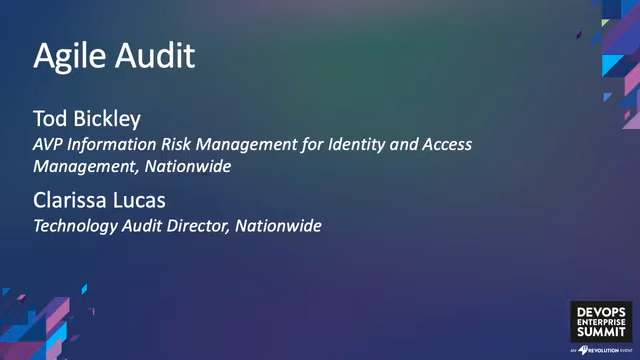 Agile Audit
Tod Bickley
AVP Information Risk Management for Identity and Access
Management, Nationwide
Clarissa Lucas
Technology Audit Director, Nationwide
DEVOPS
ENTERPRISE
SUMMIT
AN IT REVOLUTION EVENT